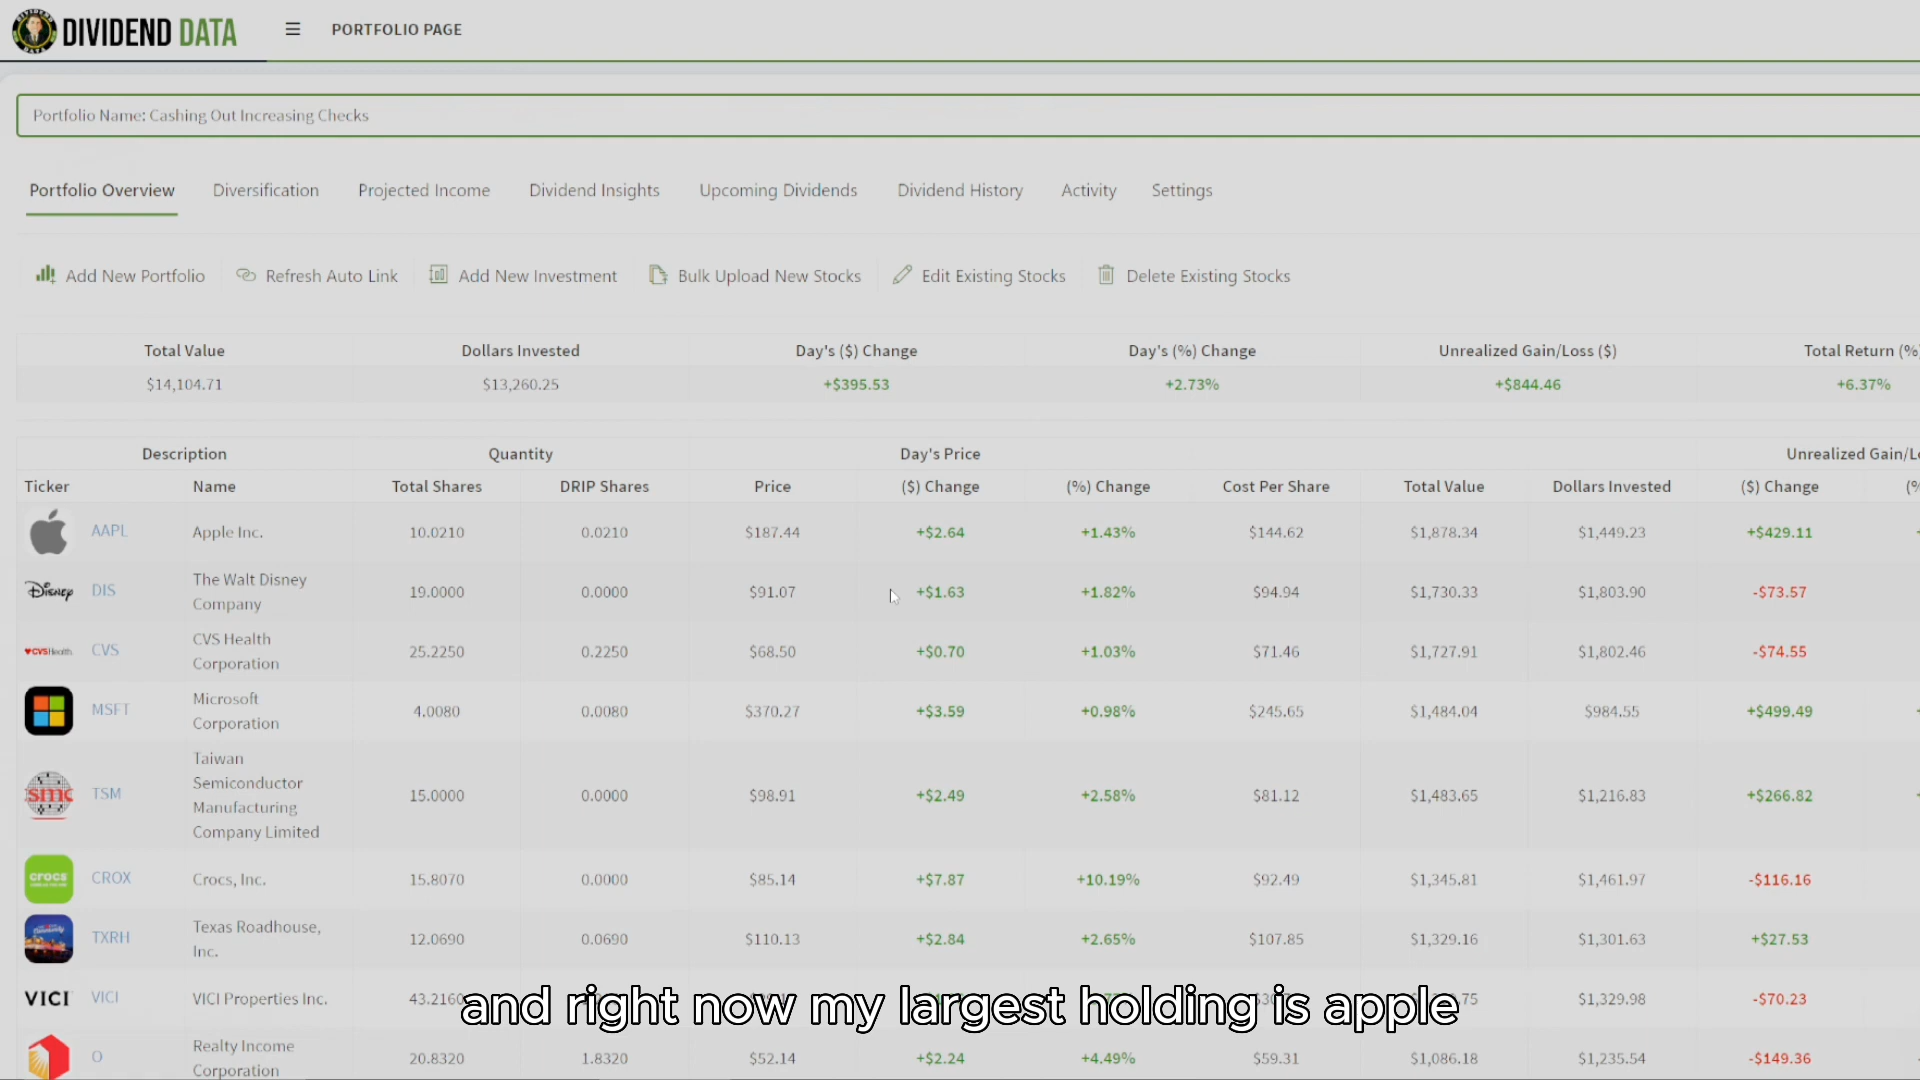 DIVIDEND DATA
PORTFOLIO PAGE
Portfolio Name: Cashing Out Increasing Checks
Portfolio Overview Diversification Projected Income Dividend Insights Upcoming Dividends Dividend History Activity Settings
Add New Portfolio Refresh Auto Link Add New Investment Bulk Upload New Stocks Edit Existing Stocks Delete Existing Stocks
Total Value Dollars Invested Day's ($) Change Day's (%) Change Unrealized Gain/Loss ($) Total Return (%)
$14,104.71 $13,260.25 +$395.53 +2.73% +$844.46 +6.37%
Description Quantity Day's Price Unrealized
Ticker Name Total Shares DRIP Shares Price ($) Change (%) Change Cost Per Share Total Value Dollars Invested ($) Change
AAPL Apple Inc. 10.0210 0.0210 $187.44 +$2.64 +1.43% $144.62 $1,878.34 $1,449.23 +$429.11
Disney DIS The Walt Disney
Company 19.0000 0.0000 $91.07 +$1.63 +1.82% $94.94 $1,730.33 $1,803.90 -$73.57
CVSHealth CVS CVS Health
Corporation 25.2250 0.2250 $68.50 +$0.70 +1.03% $71.46 $1,727.91 $1,802.46 -$74.55
MSFT Microsoft
Corporation 4.0080 0.0080 $370.27 +$3.59 +0.98% $245.65 $1,484.04 $984.55 +$499.49
Taiwan
Semiconductor
smc TSM Manufacturing 15.0000 0.0000 $98.91 +$2.49 +2.58% $81.12 $1,483.65 $1,216.83 +$266.82
Company Limited
crocs CROX Crocs, Inc. 15.8070 0.0000 $85.14 +$7.87 +10.19% $92.49 $1,345.81 $1,461.97 -$116.16
TXRH Texas Roadhouse,
Inc. 12.0690 0.0690 $110.13 +$2.84 +2.65% $107.85 $1,329.16 $1,301.63 +$27.53
VICI VICI VICI Properties Inc. 43.2160 $1,329.98 -$70.23
and right now my largest holding is apple
O Realty Income
Corporation 20.8320 1.8320 $52.14 +$2.24 +4.49% $59.31 $1,086.18 $1,235.54 -$149.36